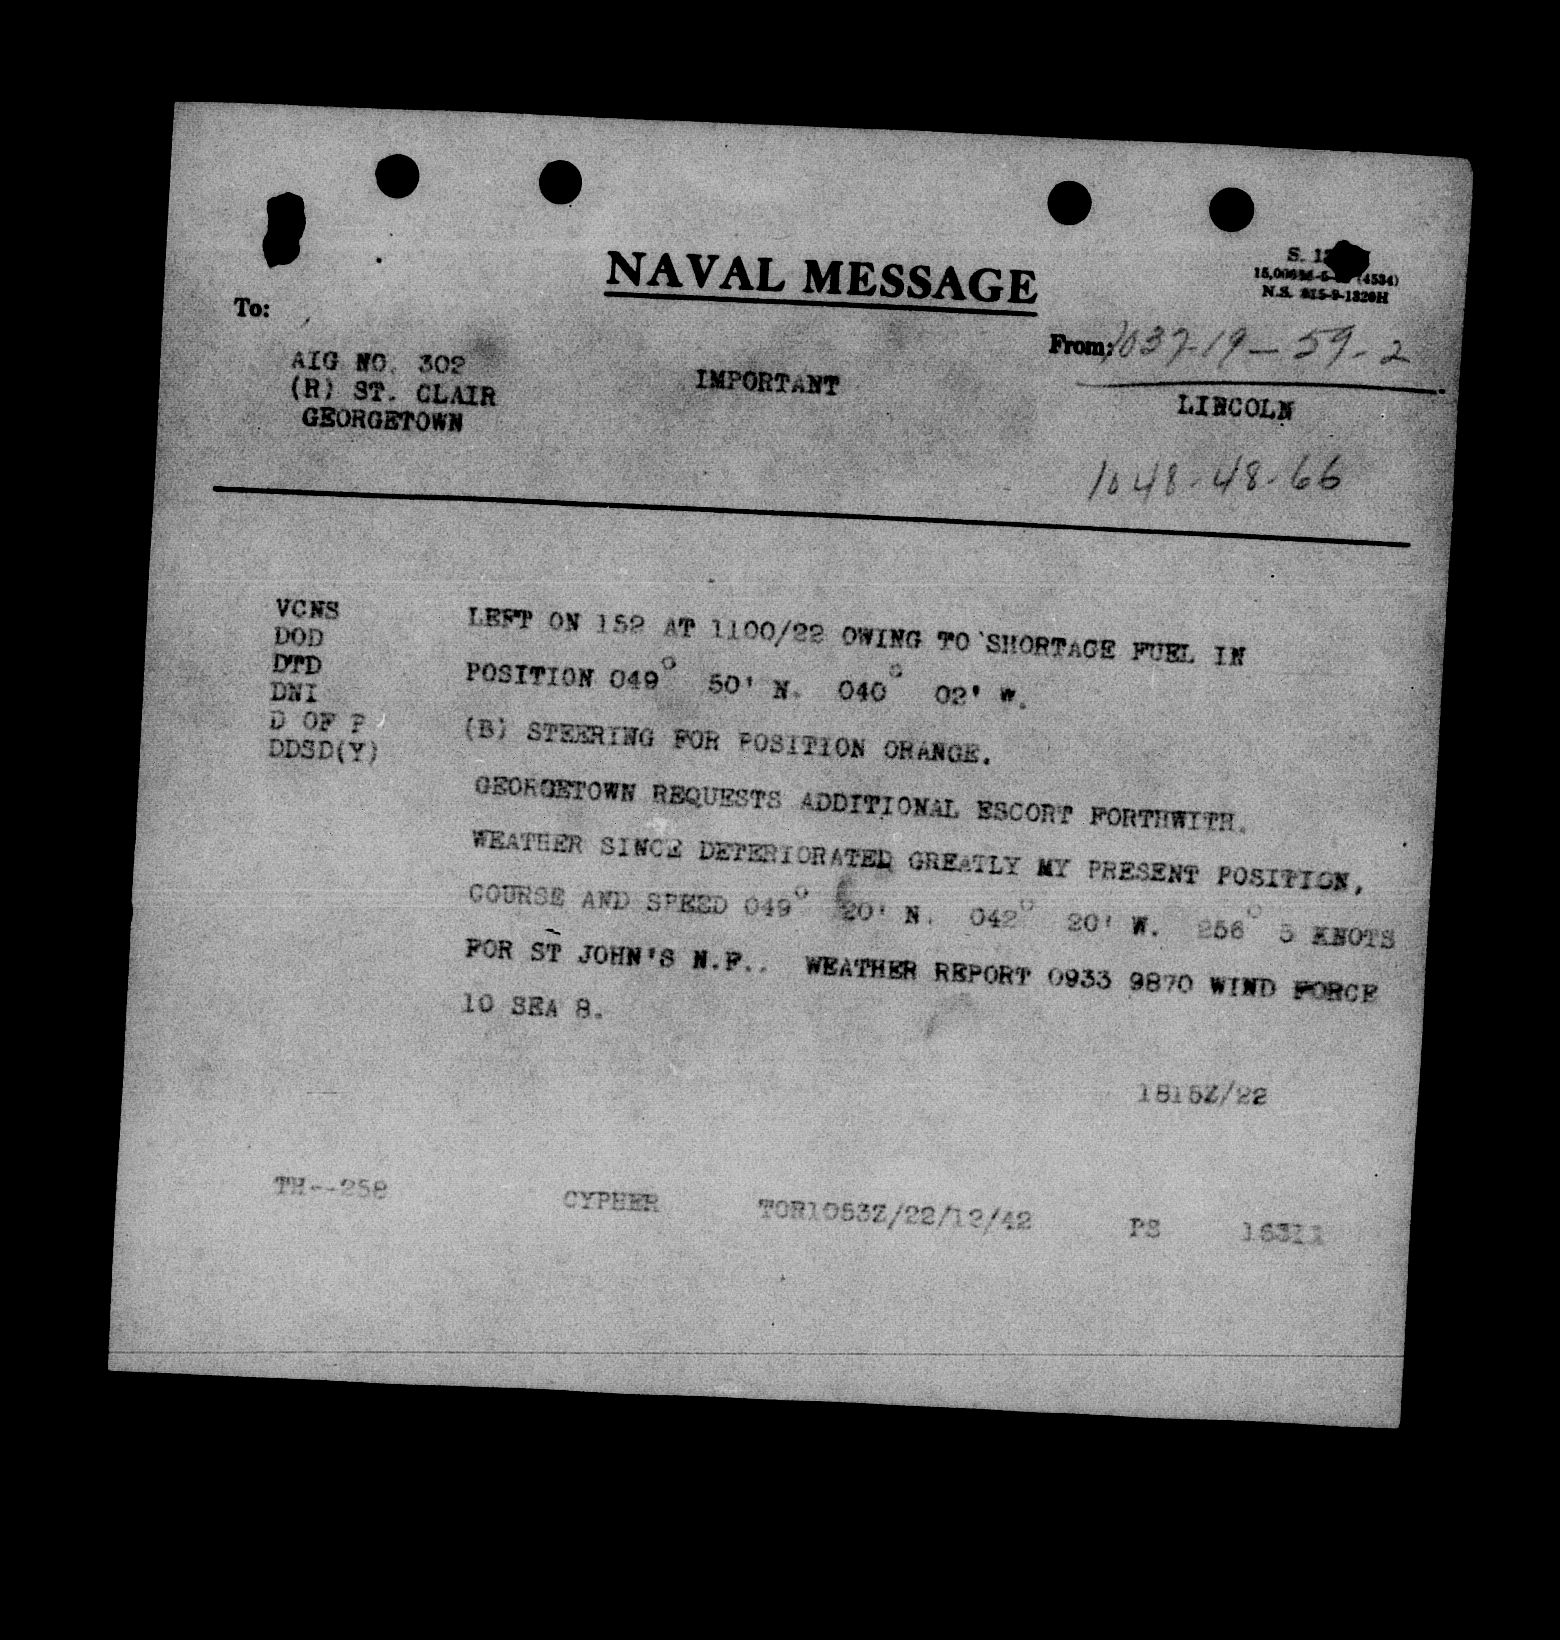 NAVAL MESSAGE
S.
(4534)
N.S. 815-9-1320H
To:
From: 1037-19-59-2
AIG NO. 302
(R) ST. CLAIR
GEORGETOWN
IMPORTANT
LINCOLN
1048-48-66
VCNS
DOD
DTD
DNI
D OF P
DDSD(Y)
LEFT ON 152 AT 1100/22 OWING TO SHORTAGE FUEL IN
POSITION 049° 50' N. 040° 02' W.
(B) STEERING FOR POSITION ORANGE.
GEORGETOWN REQUESTS ADDITIONAL ESCORT FORTHWITH.
WEATHER SINCE DETERIORATED GREATLY MY PRESENT POSITION,
COURSE AND SPEED 049° 20' N. 042° 20' W. 256° 5 KNOTS
FOR ST JOHN'S N.F.. WEATHER REPORT 0933 9870 WIND FORCE
10 SEA 8.
1815Z/22
TH--258 CYPHER TOR1053Z/22/12/42 PS